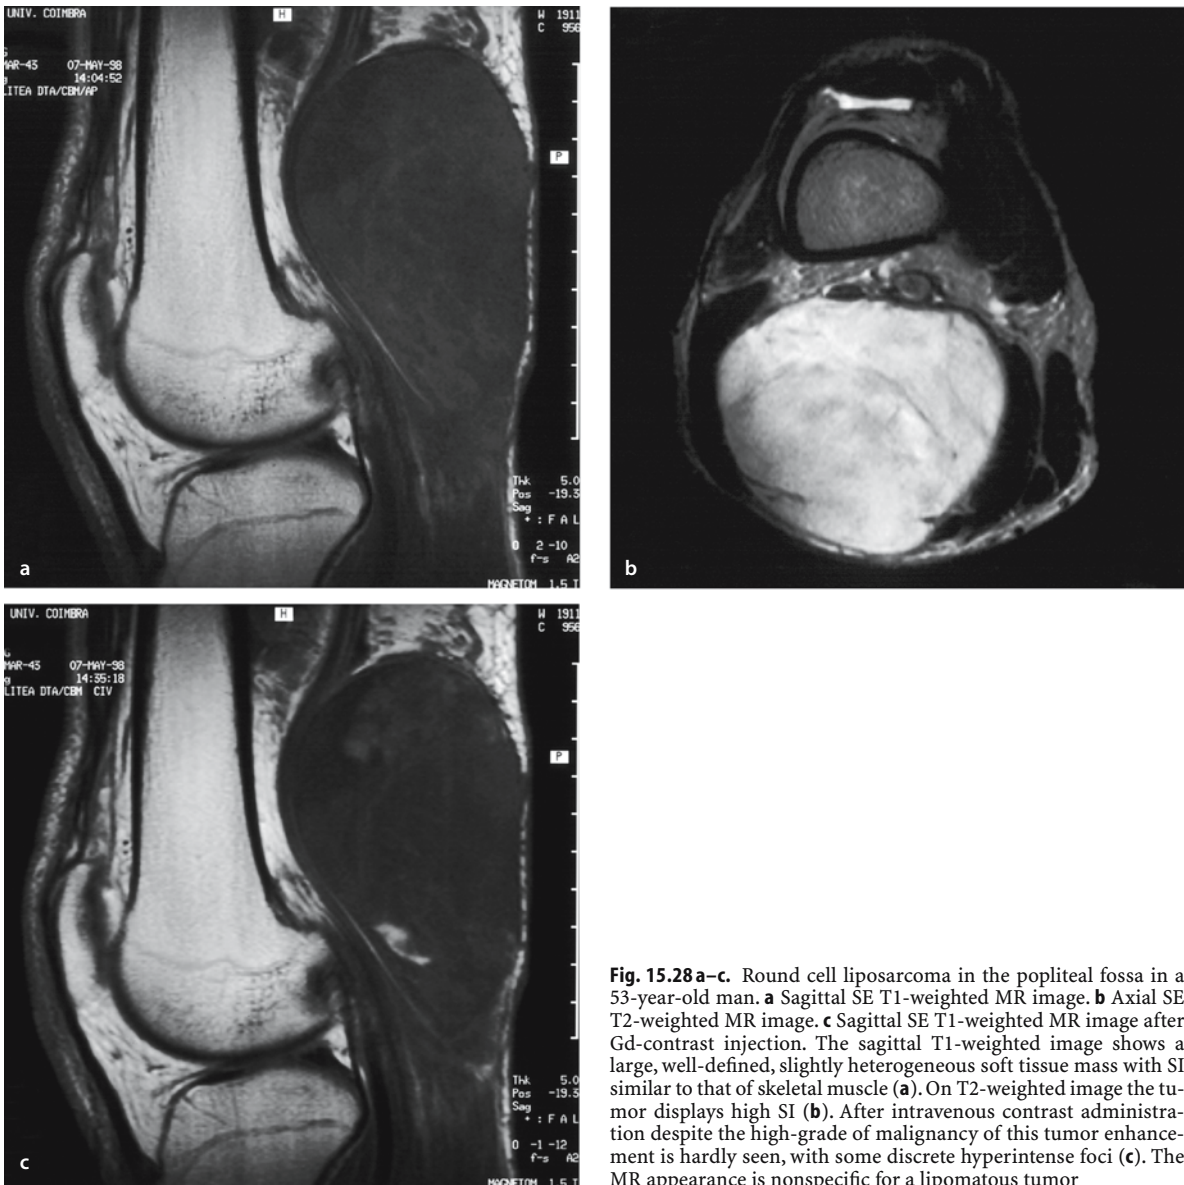 UNIV. COIMBRA
H
W 1911
C 956
MAR-43 07-MAY-98
14:04:52
LITEA DTA/CBM/AP
P
Thk 5.0
Pos -19.3
Sag
+ : F A L
0 2 -10
f-s A2
MAGNETOM 1.5 T
a
b
UNIV. COIMBRA
H
W 1911
C 956
MAR-43 07-MAY-98
14:35:18
LITEA DTA/CBM CIV
P
Thk 5.0
Pos -19.3
Sag
+ : F A L
0 -1 -12
f-s A2
MAGNETOM 1.5 T
c
Fig. 15.28 a–c. Round cell liposarcoma in the popliteal fossa in a
53-year-old man. a Sagittal SE T1-weighted MR image. b Axial SE
T2-weighted MR image. c Sagittal SE T1-weighted MR image after
Gd-contrast injection. The sagittal T1-weighted image shows a
large, well-defined, slightly heterogeneous soft tissue mass with SI
similar to that of skeletal muscle (a). On T2-weighted image the tu-
mor displays high SI (b). After intravenous contrast administra-
tion despite the high-grade of malignancy of this tumor enhance-
ment is hardly seen, with some discrete hyperintense foci (c). The
MR appearance is nonspecific for a lipomatous tumor